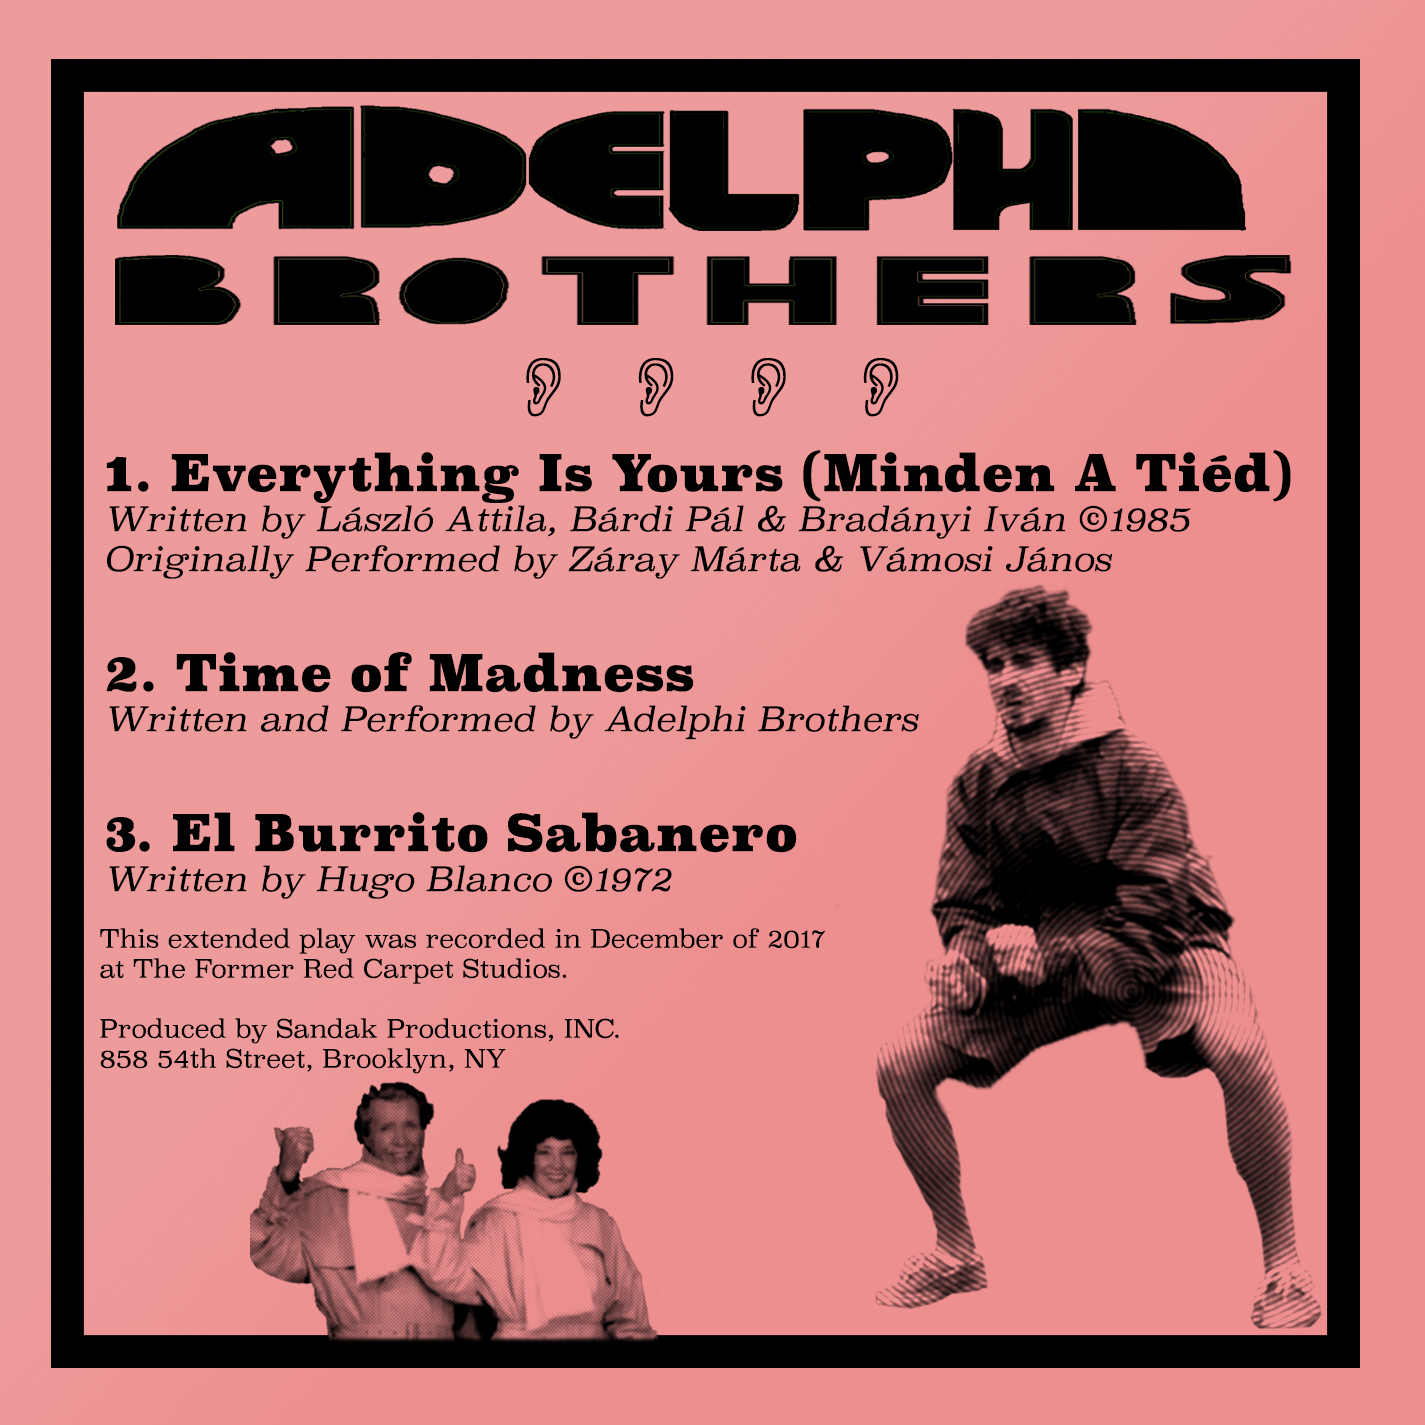 ADELPHI
BROTHERS
1. Everything Is Yours (Minden A Tiéd)
Written by László Attila, Bárdi Pál & Bradányi Iván ©1985
Originally Performed by Záray Márta & Vámosi János
2. Time of Madness
Written and Performed by Adelphi Brothers
3. El Burrito Sabanero
Written by Hugo Blanco ©1972
This extended play was recorded in December of 2017
at The Former Red Carpet Studios.
Produced by Sandak Productions, INC.
858 54th Street, Brooklyn, NY